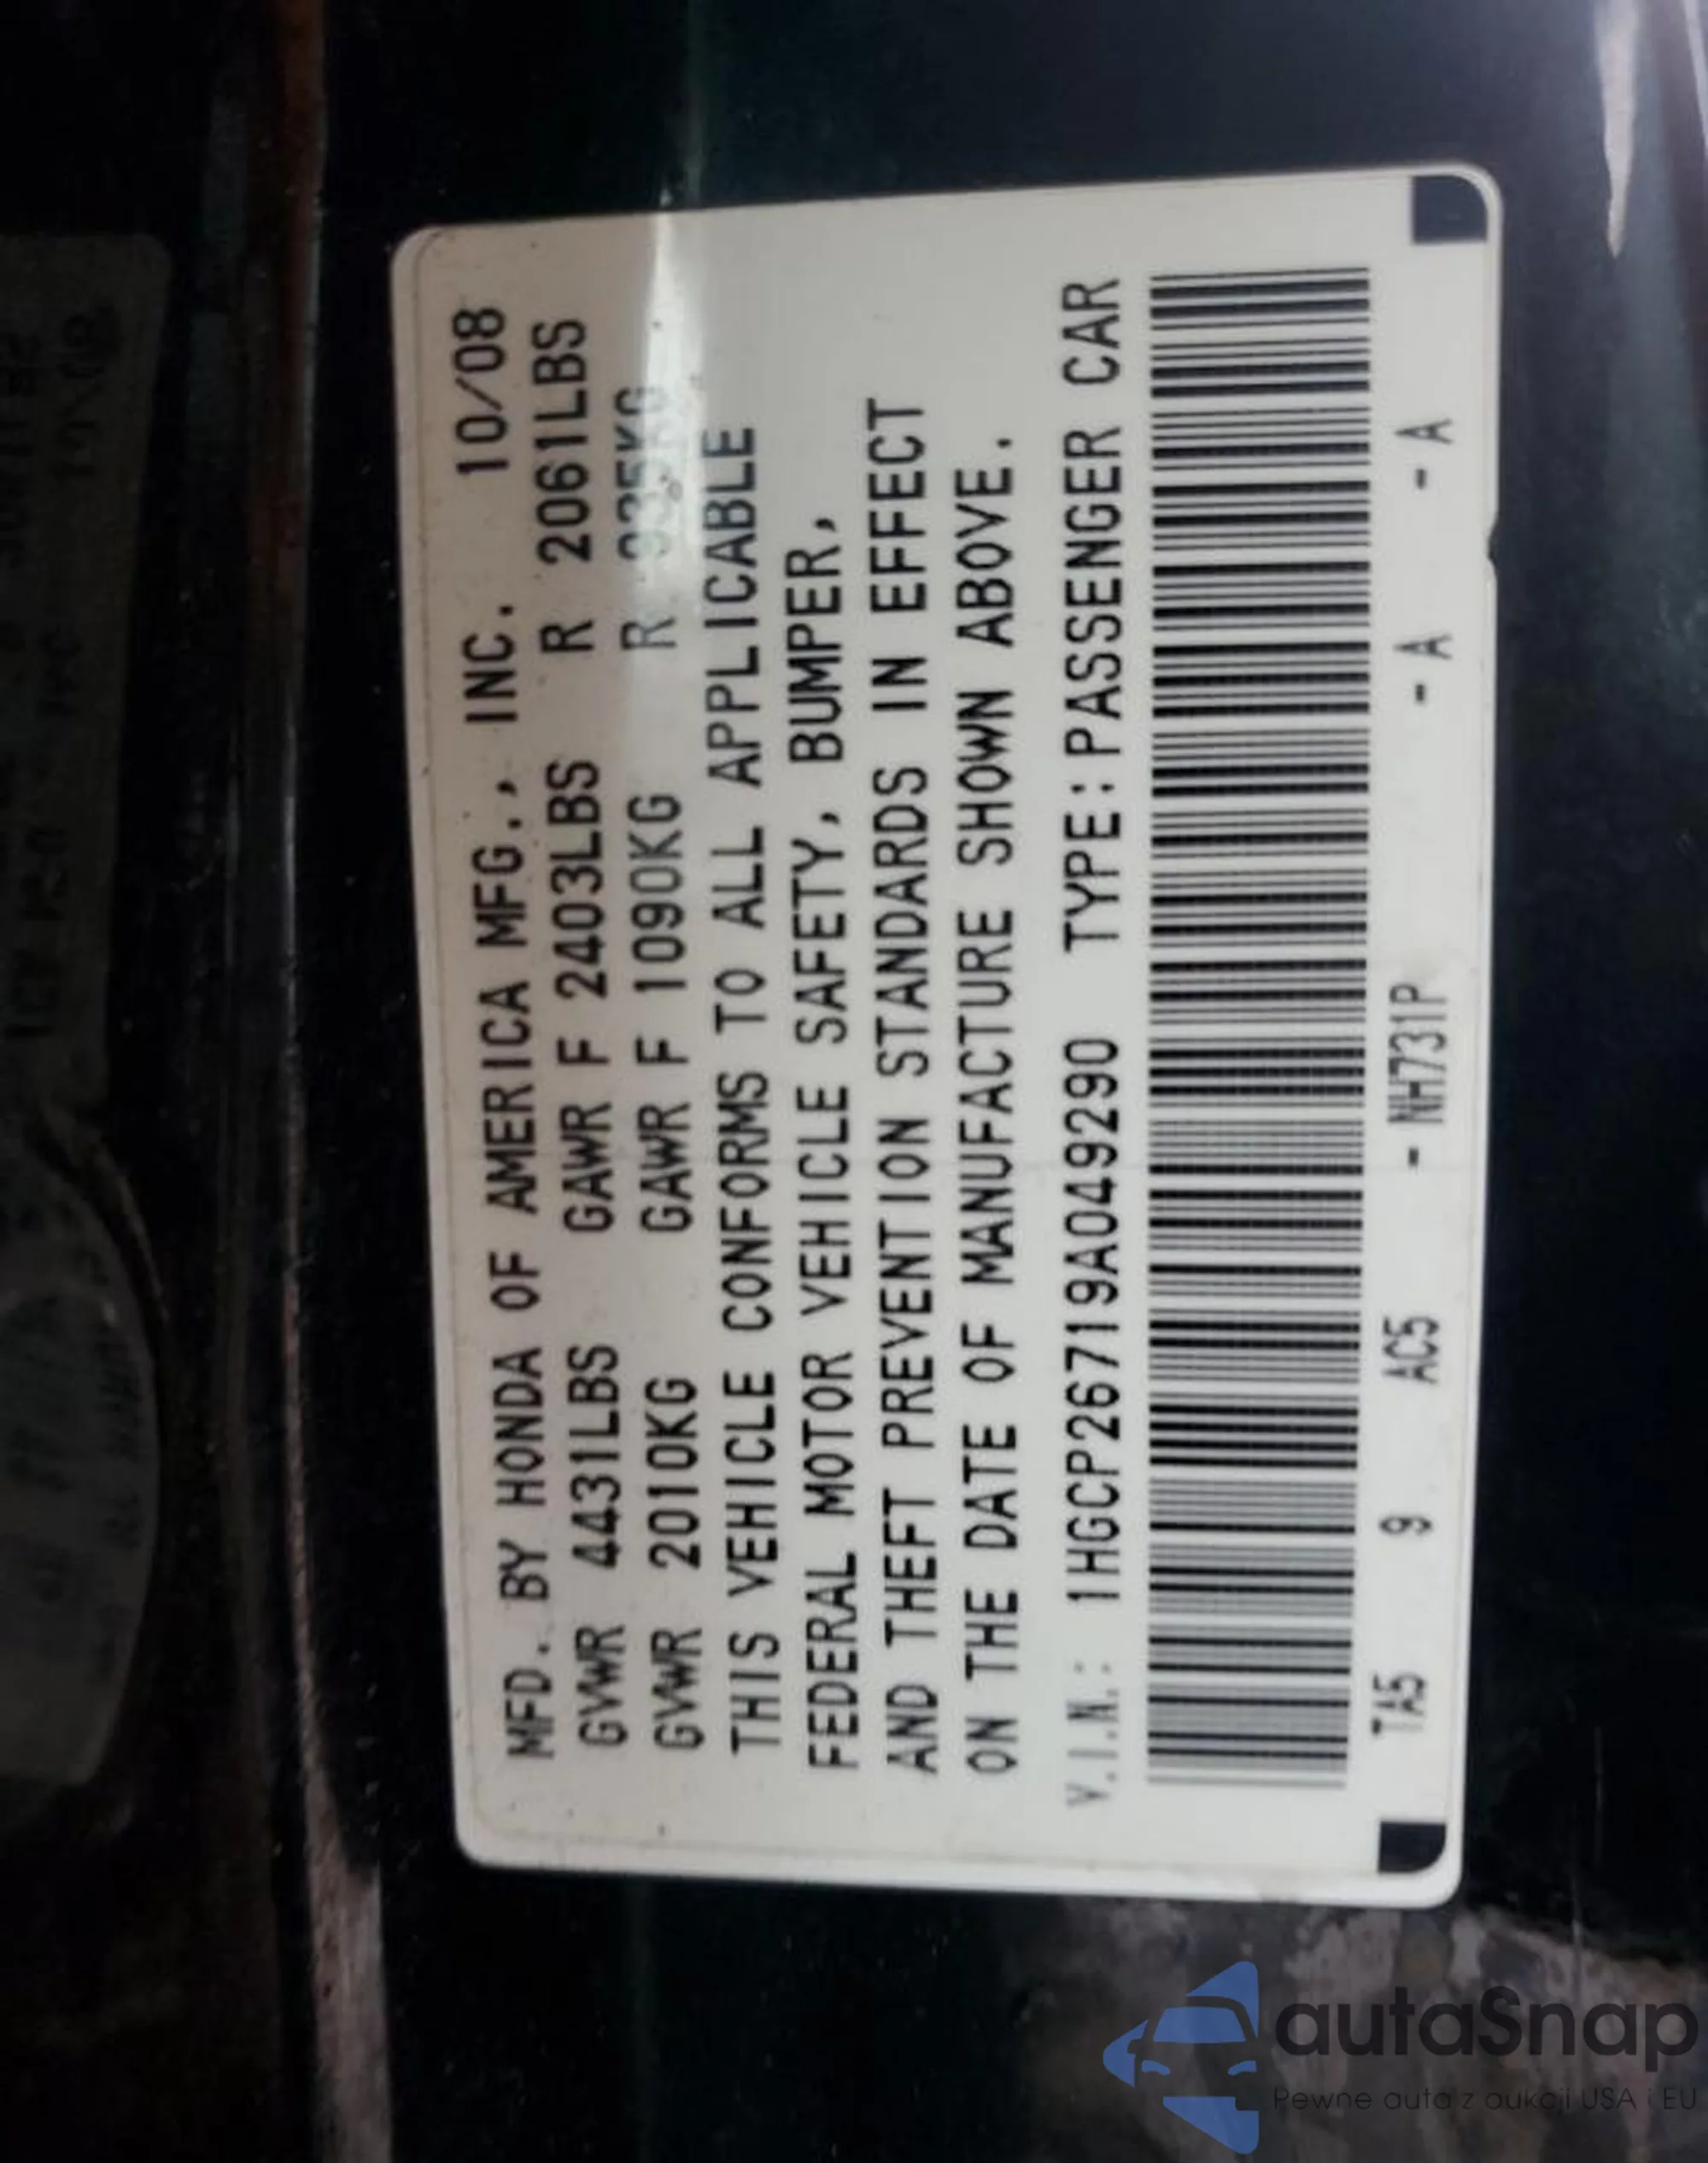 MFD. BY HONDA OF AMERICA MFG., INC. 10/08
GVWR 4431LBS GAWR F 2403LBS R 2061LBS
GVWR 2010KG GAWR F 1090KG R 935KG
THIS VEHICLE CONFORMS TO ALL APPLICABLE
FEDERAL MOTOR VEHICLE SAFETY, BUMPER,
AND THEFT PREVENTION STANDARDS IN EFFECT
ON THE DATE OF MANUFACTURE SHOWN ABOVE.
V.I.N.: 1HGCP26719A049290 TYPE:PASSENGER CAR
TA5 9 AC5 - NH731P - A - A
autaSnap
Pewne auta z aukcji USA i EU